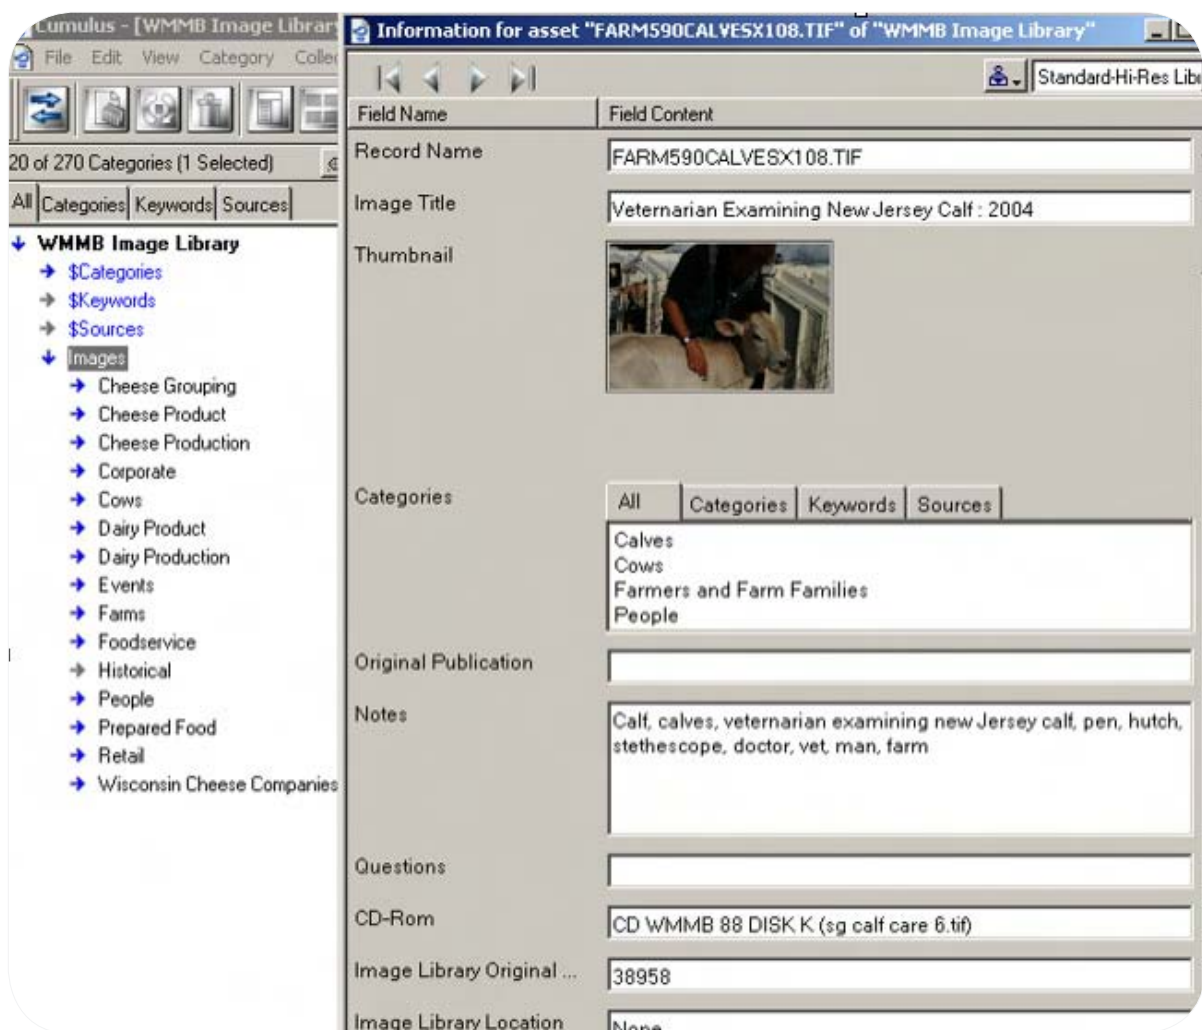 Cumulus - [WMMB Image Library
File Edit View Category Collec
20 of 270 Categories (1 Selected)
All Categories Keywords Sources
WMMB Image Library
$Categories
$Keywords
$Sources
Images
Cheese Grouping
Cheese Product
Cheese Production
Corporate
Cows
Dairy Product
Dairy Production
Events
Farms
Foodservice
Historical
People
Prepared Food
Retail
Wisconsin Cheese Companies
Information for asset "FARM590CALVESX108.TIF" of "WMMB Image Library"
Standard-Hi-Res Libr
Field Name Field Content
Record Name FARM590CALVESX108.TIF
Image Title Veternarian Examining New Jersey Calf : 2004
Thumbnail
Categories All Categories Keywords Sources
Calves
Cows
Farmers and Farm Families
People
Original Publication
Notes Calf, calves, veternarian examining new Jersey calf, pen, hutch,
stethescope, doctor, vet, man, farm
Questions
CD-Rom CD WMMB 88 DISK K (sg calf care 6.tif)
Image Library Original ... 38958
Image Library Location None